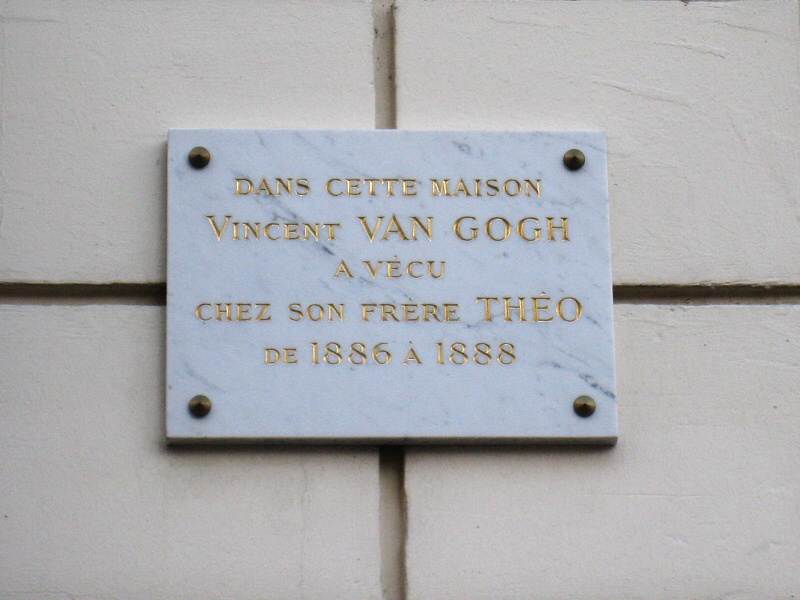 DANS CETTE MAISON
VINCENT VAN GOGH
A VÉCU
CHEZ SON FRÈRE THÉO
DE 1886 À 1888